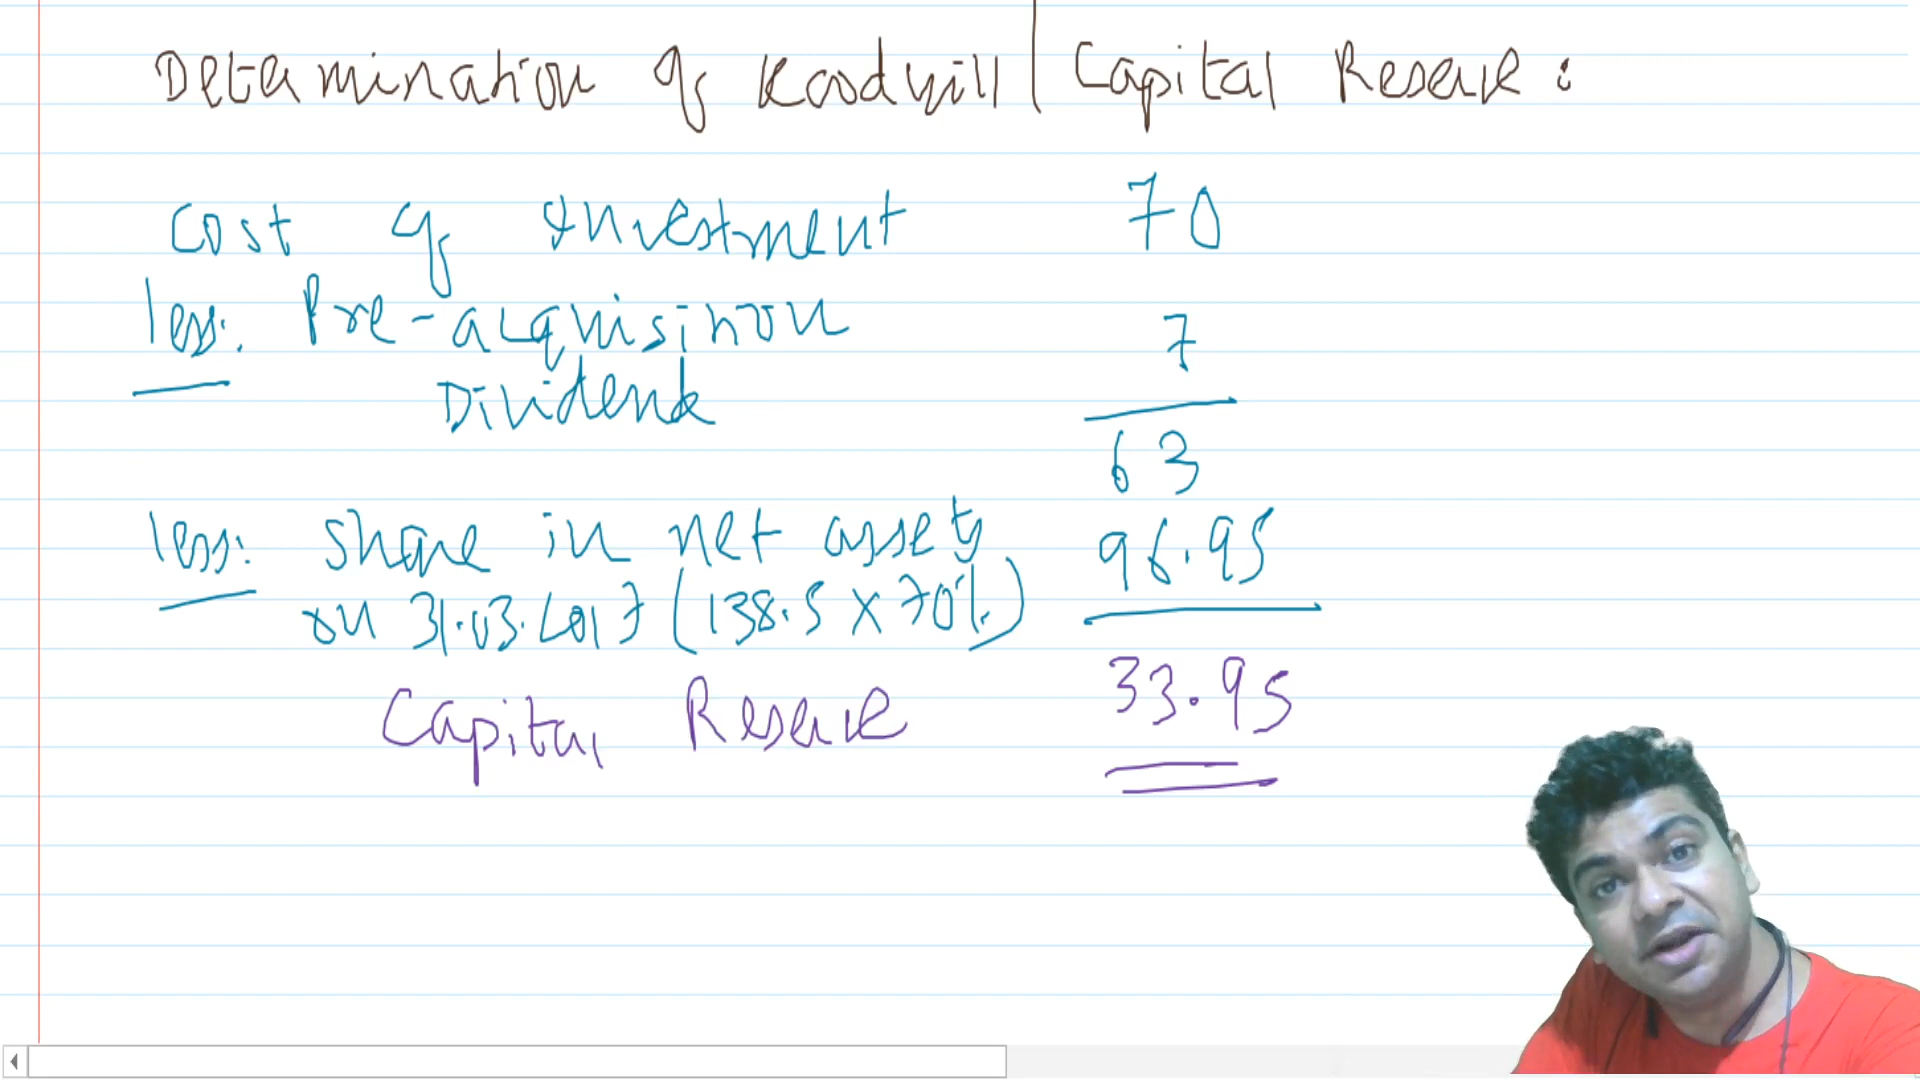 Determination of Goodwill / Capital Reserve :
Cost of Investment 70
less: Pre-acquisition 7
Dividend
63
less: Share in net assets 96.95
on 31.03.2017 (138.5 X 70%)
Capital Reserve 33.95